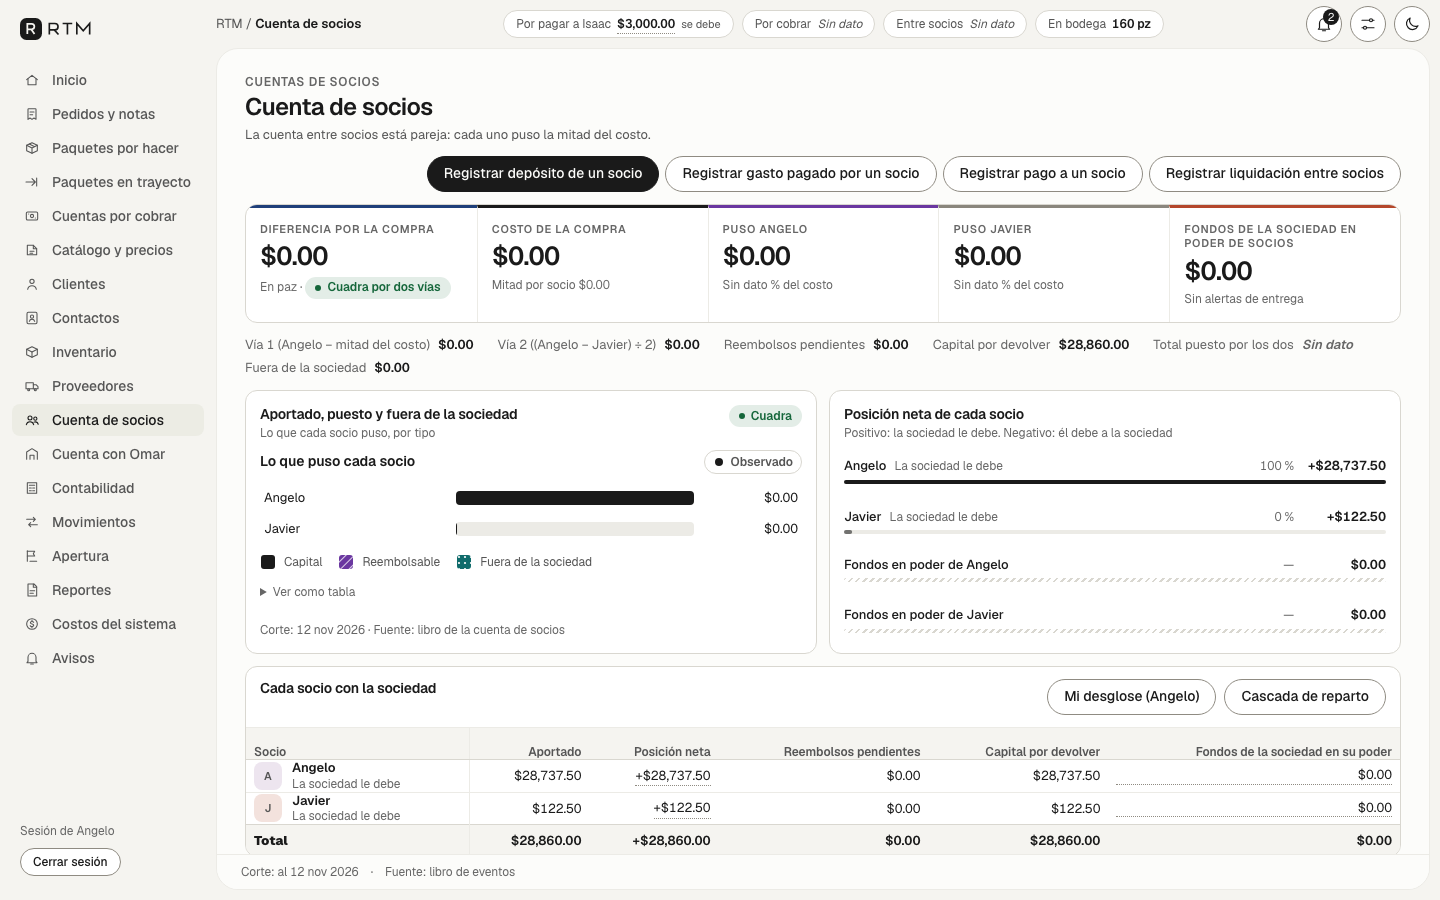 R RTM
RTM / Cuenta de socios
Por pagar a Isaac $3,000.00 se debe
Por cobrar Sin dato
Entre socios Sin dato
En bodega 160 pz
2
Inicio
Pedidos y notas
Paquetes por hacer
Paquetes en trayecto
Cuentas por cobrar
Catálogo y precios
Clientes
Contactos
Inventario
Proveedores
Cuenta de socios
Cuenta con Omar
Contabilidad
Movimientos
Apertura
Reportes
Costos del sistema
Avisos
Sesión de Angelo
Cerrar sesión
CUENTAS DE SOCIOS
Cuenta de socios
La cuenta entre socios está pareja: cada uno puso la mitad del costo.
Registrar depósito de un socio
Registrar gasto pagado por un socio
Registrar pago a un socio
Registrar liquidación entre socios
DIFERENCIA POR LA COMPRA
$0.00
En paz · Cuadra por dos vías
COSTO DE LA COMPRA
$0.00
Mitad por socio $0.00
PUSO ANGELO
$0.00
Sin dato % del costo
PUSO JAVIER
$0.00
Sin dato % del costo
FONDOS DE LA SOCIEDAD EN
PODER DE SOCIOS
$0.00
Sin alertas de entrega
Vía 1 (Angelo – mitad del costo) $0.00 Vía 2 ((Angelo – Javier) ÷ 2) $0.00 Reembolsos pendientes $0.00 Capital por devolver $28,860.00 Total puesto por los dos Sin dato
Fuera de la sociedad $0.00
Aportado, puesto y fuera de la sociedad
Cuadra
Lo que cada socio puso, por tipo
Lo que puso cada socio
Observado
Angelo $0.00
Javier $0.00
Capital Reembolsable Fuera de la sociedad
Ver como tabla
Corte: 12 nov 2026 · Fuente: libro de la cuenta de socios
Posición neta de cada socio
Positivo: la sociedad le debe. Negativo: él debe a la sociedad
Angelo La sociedad le debe 100 % +$28,737.50
Javier La sociedad le debe 0 % +$122.50
Fondos en poder de Angelo — $0.00
Fondos en poder de Javier — $0.00
Cada socio con la sociedad
Mi desglose (Angelo)
Cascada de reparto
Socio Aportado Posición neta Reembolsos pendientes Capital por devolver Fondos de la sociedad en su poder
A Angelo $28,737.50 +$28,737.50 $0.00 $28,737.50 $0.00
La sociedad le debe
J Javier $122.50 +$122.50 $0.00 $122.50 $0.00
La sociedad le debe
Total $28,860.00 +$28,860.00 $0.00 $28,860.00 $0.00
Corte: al 12 nov 2026 · Fuente: libro de eventos